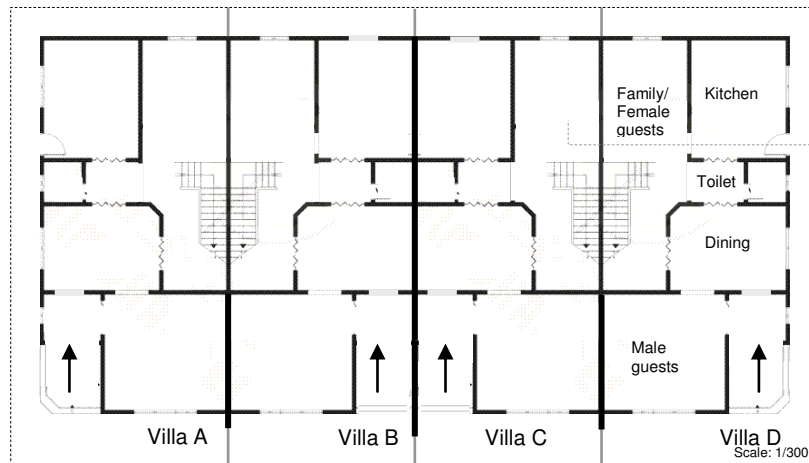 Family/
Female
guests
Kitchen
Toilet
Dining
Male
guests
Villa A
Villa B
Villa C
Villa D
Scale: 1/300